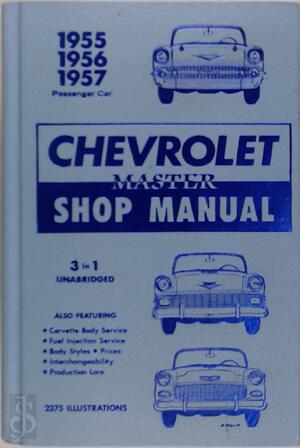 1955
1956
1957
Passenger Car
CHEVROLET
MASTER
SHOP MANUAL
3 in 1
UNABRIDGED
ALSO FEATURING
• Corvette Body Service
• Fuel Injection Service
• Body Styles • Prices
• Interchangeability
• Production Lore
2375 ILLUSTRATIONS